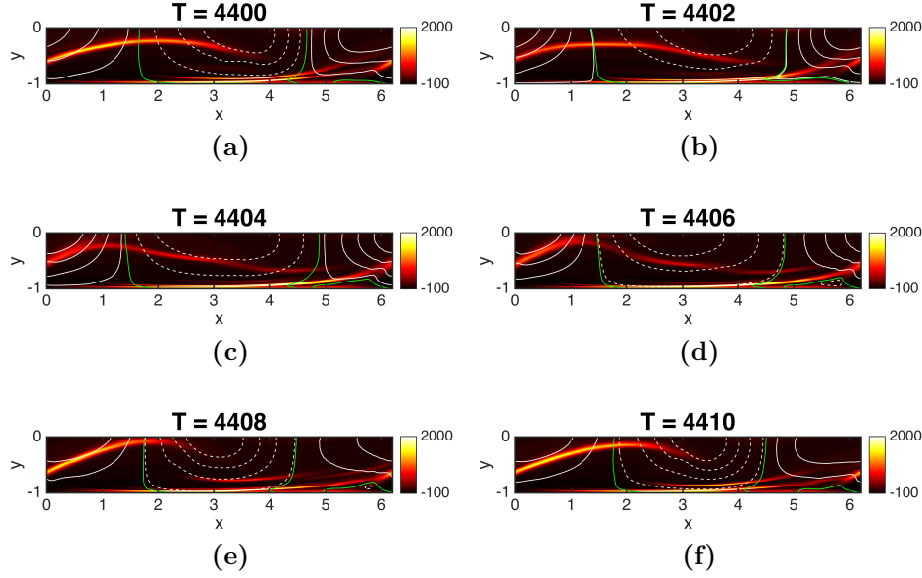 T = 4400
T = 4402
0
y
-1
0 1 2 3 4 5 6
x
2000
-100
0
y
-1
0 1 2 3 4 5 6
x
2000
-100
(a)
(b)
T = 4404
T = 4406
0
y
-1
0 1 2 3 4 5 6
x
2000
-100
0
y
-1
0 1 2 3 4 5 6
x
2000
-100
(c)
(d)
T = 4408
T = 4410
0
y
-1
0 1 2 3 4 5 6
x
2000
-100
0
y
-1
0 1 2 3 4 5 6
x
2000
-100
(e)
(f)